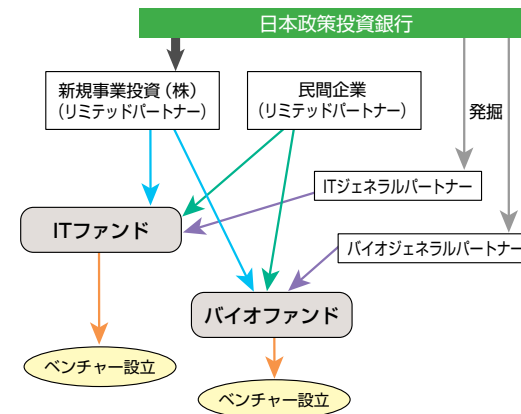 日本政策投資銀行
新規事業投資（株）
（リミテッドパートナー）
民間企業
（リミテッドパートナー）
発掘
ITジェネラルパートナー
ITファンド
バイオジェネラルパートナー
バイオファンド
ベンチャー設立
ベンチャー設立